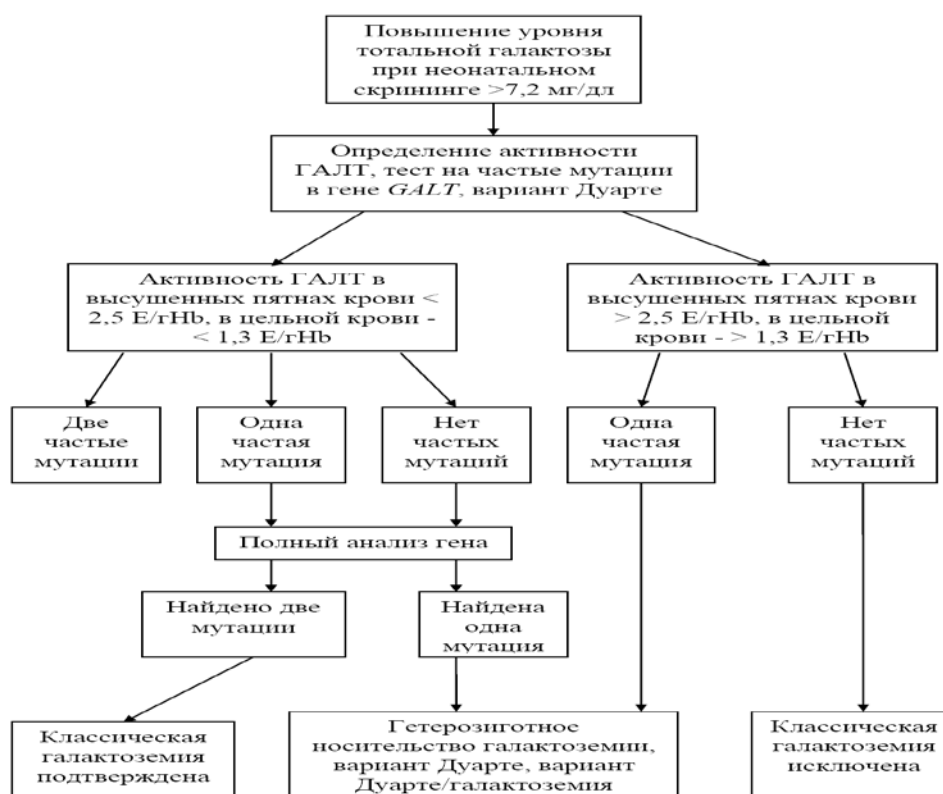 Повышение уровня
тотальной галактозы
при неонатальном
скрининге >7,2 мг/дл
Определение активности
ГАЛТ, тест на частые мутации
в гене GALT, вариант Дуарте
Активность ГАЛТ в
высушенных пятнах крови <
2,5 Е/гHb, в цельной крови -
< 1,3 Е/гHb
Активность ГАЛТ в
высушенных пятнах крови
> 2,5 Е/гHb, в цельной
крови - > 1,3 Е/гHb
Две
частые
мутации
Одна
частая
мутация
Нет
частых
мутаций
Одна
частая
мутация
Нет
частых
мутаций
Полный анализ гена
Найдено две
мутации
Найдена
одна
мутация
Классическая
галактоземия
подтверждена
Гетерозиготное
носительство галактоземии,
вариант Дуарте, вариант
Дуарте/галактоземия
Классическая
галактоземия
исключена